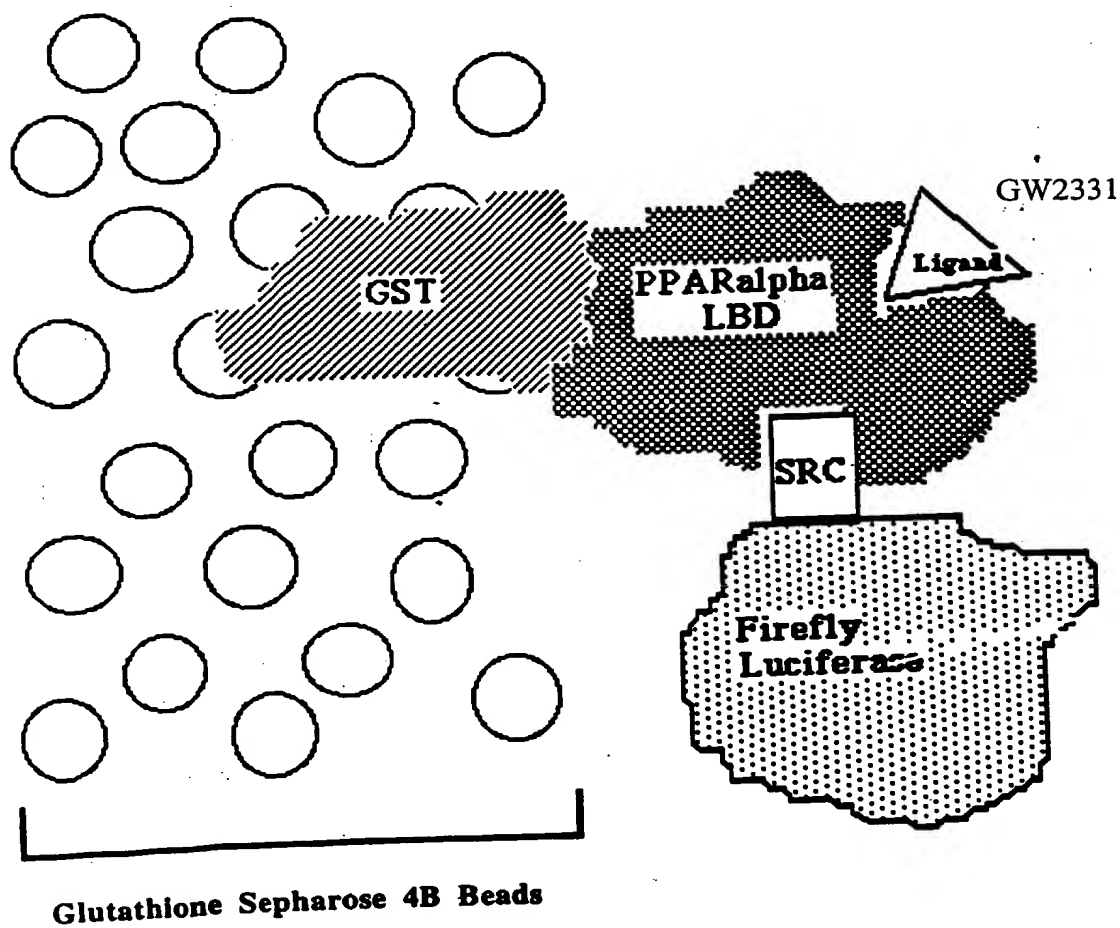 GW2331
Ligand
GST
PPARalpha
LBD
SRC
Firefly
Luciferase
Glutathione Sepharose 4B Beads